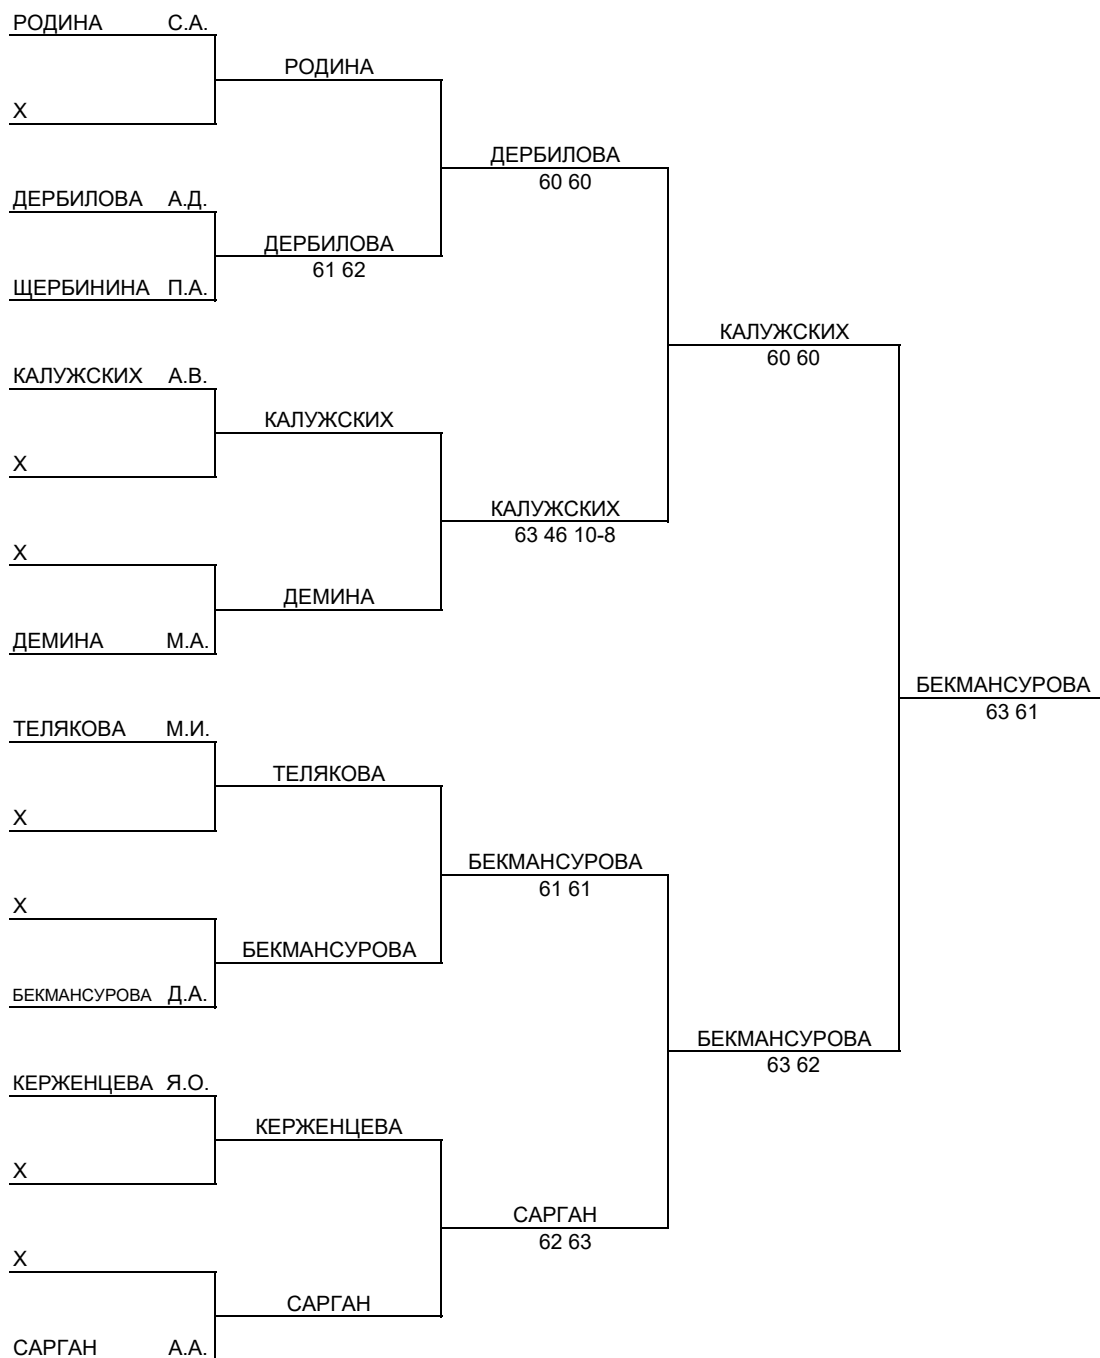 РОДИНА С.А.
РОДИНА
X
ДЕРБИЛОВА
60 60
ДЕРБИЛОВА А.Д.
ДЕРБИЛОВА
61 62
ЩЕРБИНИНА П.А.
КАЛУЖСКИХ
60 60
КАЛУЖСКИХ А.В.
КАЛУЖСКИХ
X
КАЛУЖСКИХ
63 46 10-8
X
ДЕМИНА
ДЕМИНА М.А.
БЕКМАНСУРОВА
63 61
ТЕЛЯКОВА М.И.
ТЕЛЯКОВА
X
БЕКМАНСУРОВА
61 61
X
БЕКМАНСУРОВА
БЕКМАНСУРОВА Д.А.
БЕКМАНСУРОВА
63 62
КЕРЖЕНЦЕВА Я.О.
КЕРЖЕНЦЕВА
X
САРГАН
62 63
X
САРГАН
САРГАН А.А.